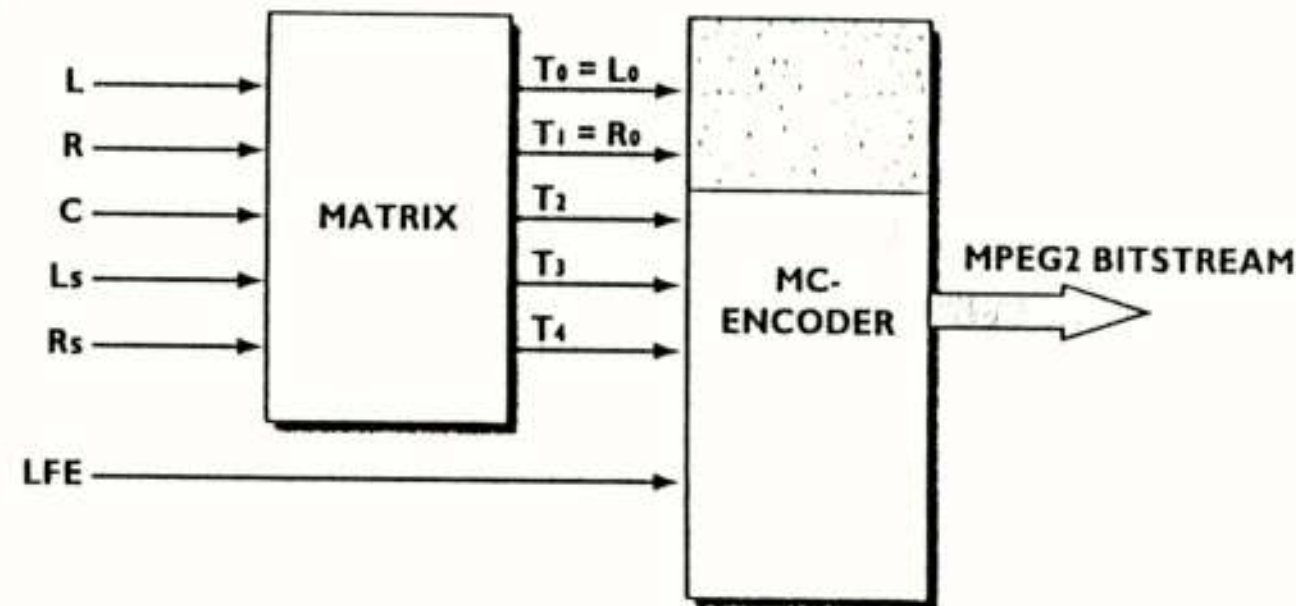 L
R
C
Ls
Rs
LFE
MATRIX
T₀ = L₀
T₁ = R₀
T₂
T₃
T₄
MC-
ENCODER
MPEG2 BITSTREAM